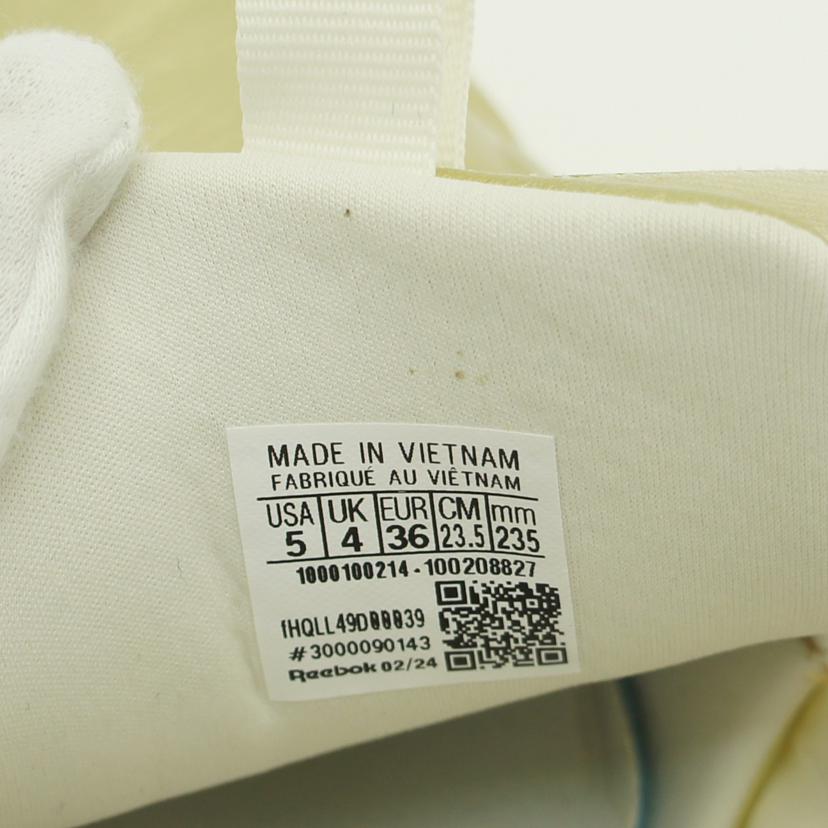 MADE IN VIETNAM
FABRIQUÉ AU VIÊTNAM
USA UK EUR CM mm
5 4 36 23.5 235
1000100214 - 100208827
fHQLL49D00039
#3000090143
Reebok 02/24